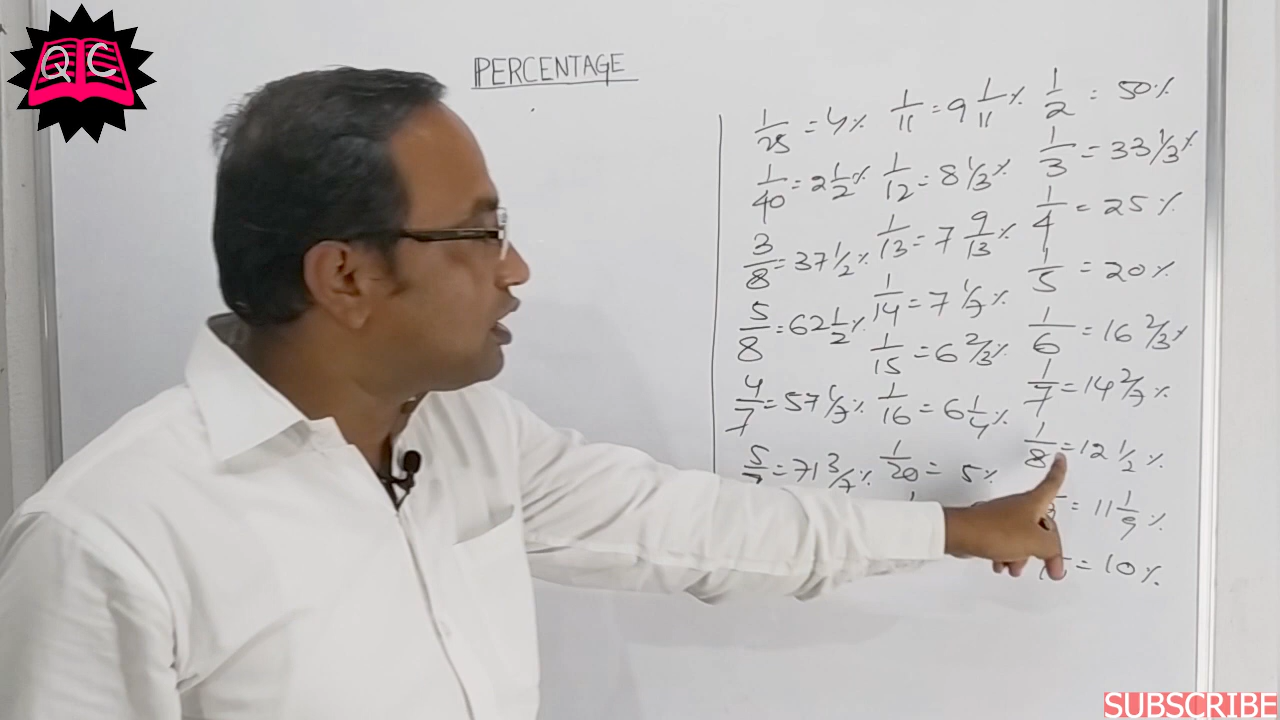 QC
PERCENTAGE
1/25 = 4%
1/40 = 2 1/2%
3/8 = 37 1/2%
5/8 = 62 1/2%
4/7 = 57 1/7%
5/7 = 71 3/7%
1/11 = 9 1/11%
1/12 = 8 1/3%
1/13 = 7 9/13%
1/14 = 7 1/7%
1/15 = 6 2/3%
1/16 = 6 1/4%
1/20 = 5%
1/2 = 50%
1/3 = 33 1/3%
1/4 = 25%
1/5 = 20%
1/6 = 16 2/3%
1/7 = 14 2/7%
1/8 = 12 1/2%
= 11 1/9%
= 10%
SUBSCRIBE